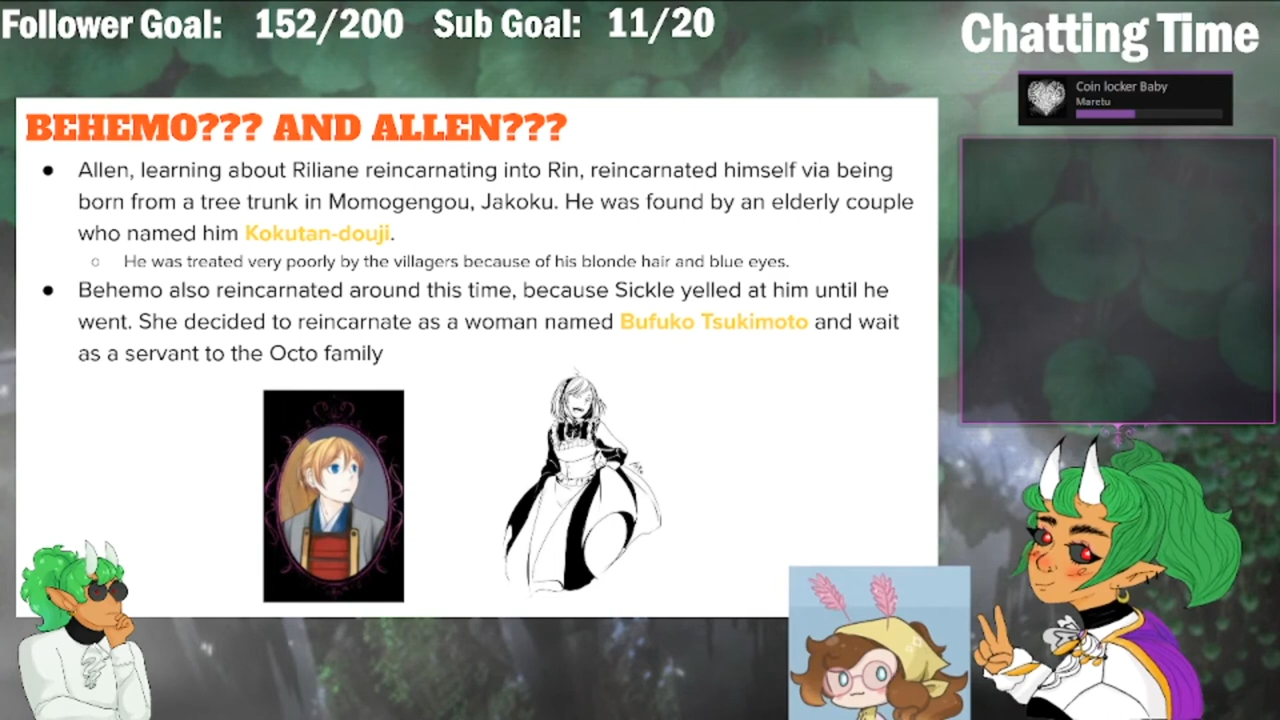 Follower Goal: 152/200 Sub Goal: 11/20
Chatting Time
Coin locker Baby
Maretu
BEHEMO??? AND ALLEN???
Allen, learning about Riliane reincarnating into Rin, reincarnated himself via being
born from a tree trunk in Momogengou, Jakoku. He was found by an elderly couple
who named him Kokutan-douji.
He was treated very poorly by the villagers because of his blonde hair and blue eyes.
Behemo also reincarnated around this time, because Sickle yelled at him until he
went. She decided to reincarnate as a woman named Bufuko Tsukimoto and wait
as a servant to the Octo family